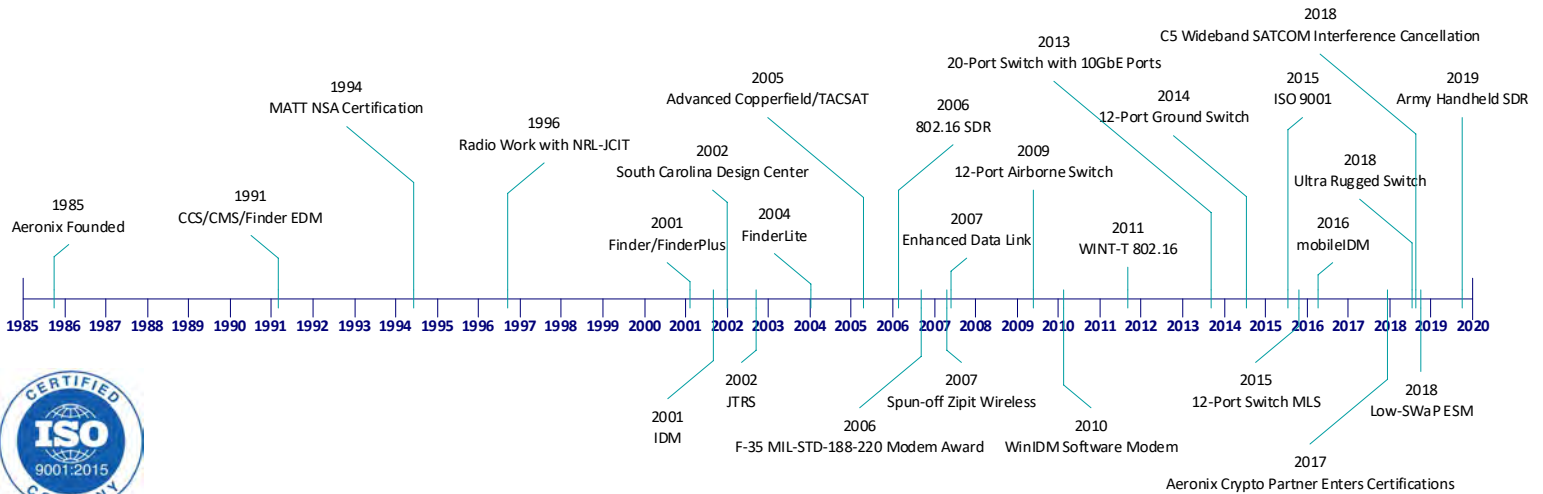 2018
C5 Wideband SATCOM Interference Cancellation
2013
20-Port Switch with 10GbE Ports
2005
Advanced Copperfield/TACSAT
2015
ISO 9001
2019
Army Handheld SDR
1994
MATT NSA Certification
2014
12-Port Ground Switch
2006
802.16 SDR
1996
Radio Work with NRL-JCIT
2002
South Carolina Design Center
2009
12-Port Airborne Switch
2018
Ultra Rugged Switch
1985
Aeronix Founded
1991
CCS/CMS/Finder EDM
2001
Finder/FinderPlus
2004
FinderLite
2007
Enhanced Data Link
2011
WINT-T 802.16
2016
mobileIDM
1985 1986 1987 1988 1989 1990 1991 1992 1993 1994 1995 1996 1997 1998 1999 2000 2001 2002 2003 2004 2005 2006 2007 2008 2009 2010 2011 2012 2013 2014 2015 2016 2017 2018 2019 2020
2001
IDM
2002
JTRS
2006
F-35 MIL-STD-188-220 Modem Award
2007
Spun-off Zipit Wireless
2010
WinIDM Software Modem
2015
12-Port Switch MLS
2018
Low-SWaP ESM
2017
Aeronix Crypto Partner Enters Certifications
CERTIFIED
ISO
9001:2015